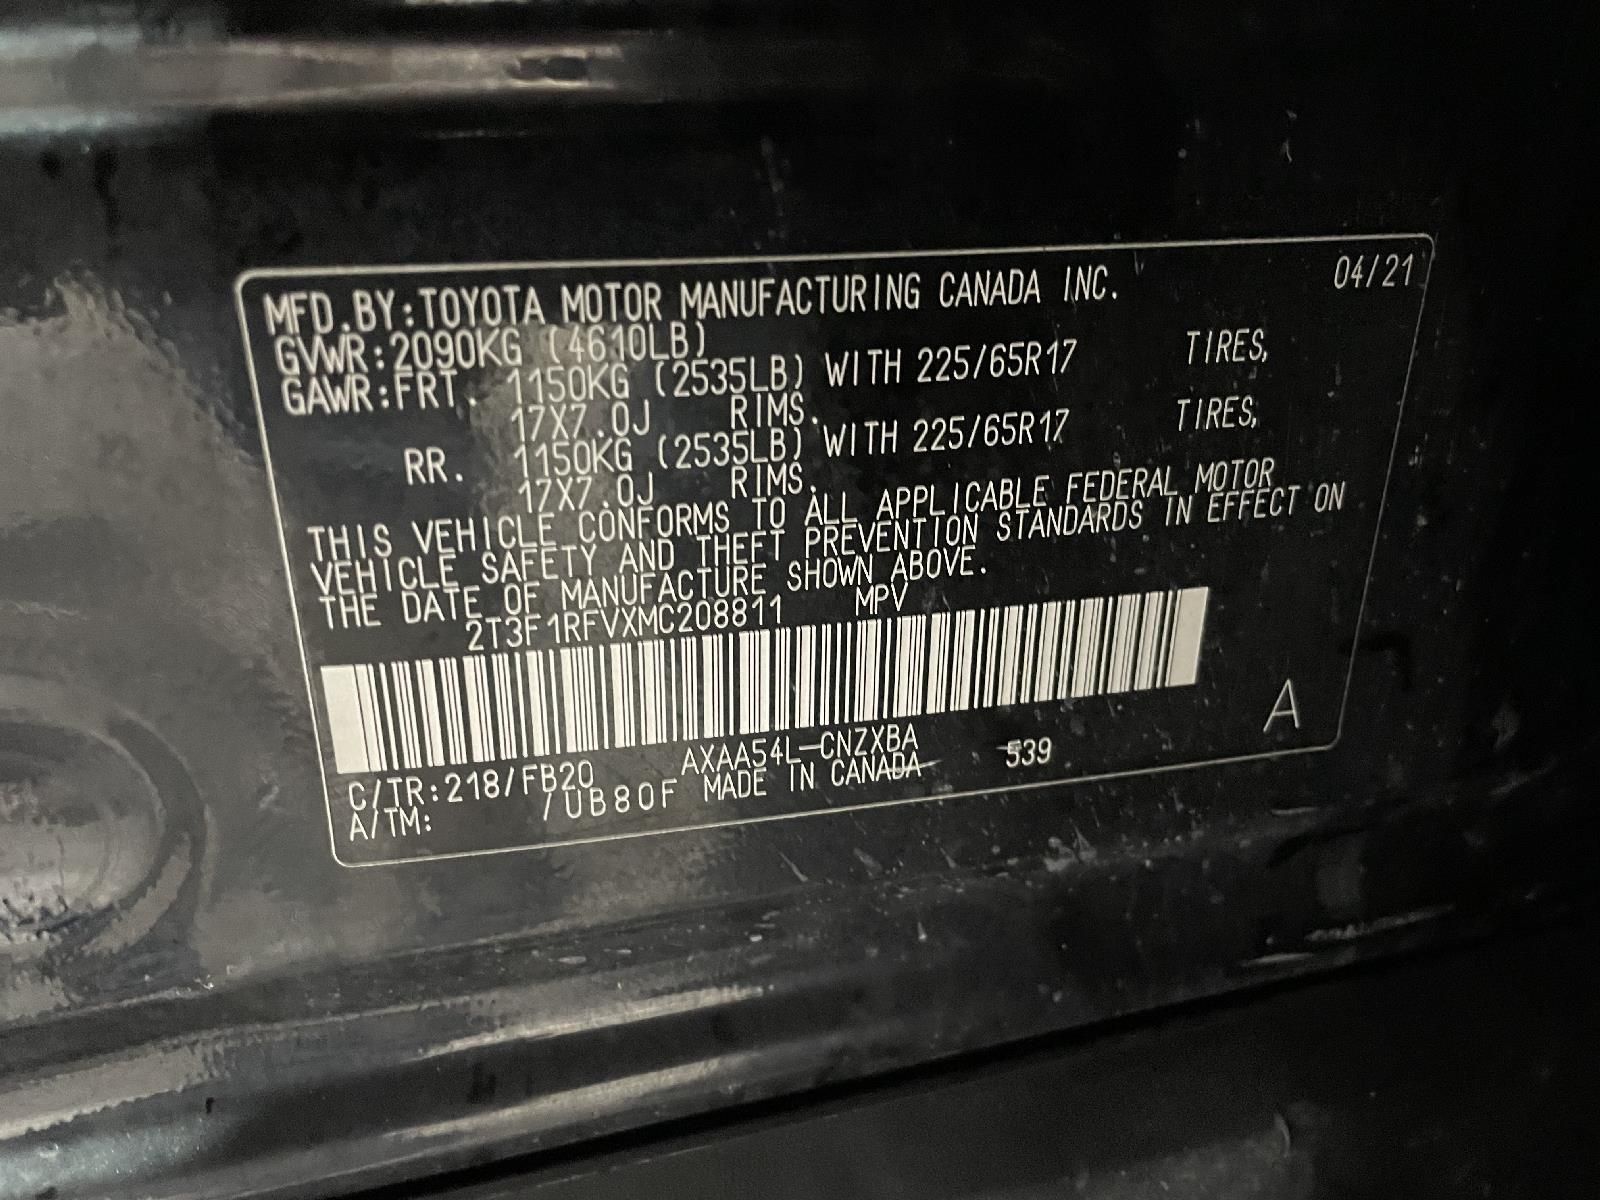 04/21
MFD.BY:TOYOTA MOTOR MANUFACTURING CANADA INC.
GVWR:2090KG (4610LB)
GAWR:FRT. 1150KG (2535LB) WITH 225/65R17 TIRES,
17X7.0J RIMS.
RR. 1150KG (2535LB) WITH 225/65R17 TIRES,
17X7.0J RIMS.
THIS VEHICLE CONFORMS TO ALL APPLICABLE FEDERAL MOTOR
VEHICLE SAFETY AND THEFT PREVENTION STANDARDS IN EFFECT ON
THE DATE OF MANUFACTURE SHOWN ABOVE.
2T3F1RFVXMC208811 MPV
A
C/TR:218/FB20 AXAA54L-CNZXBA 539
A/TM: /UB80F MADE IN CANADA